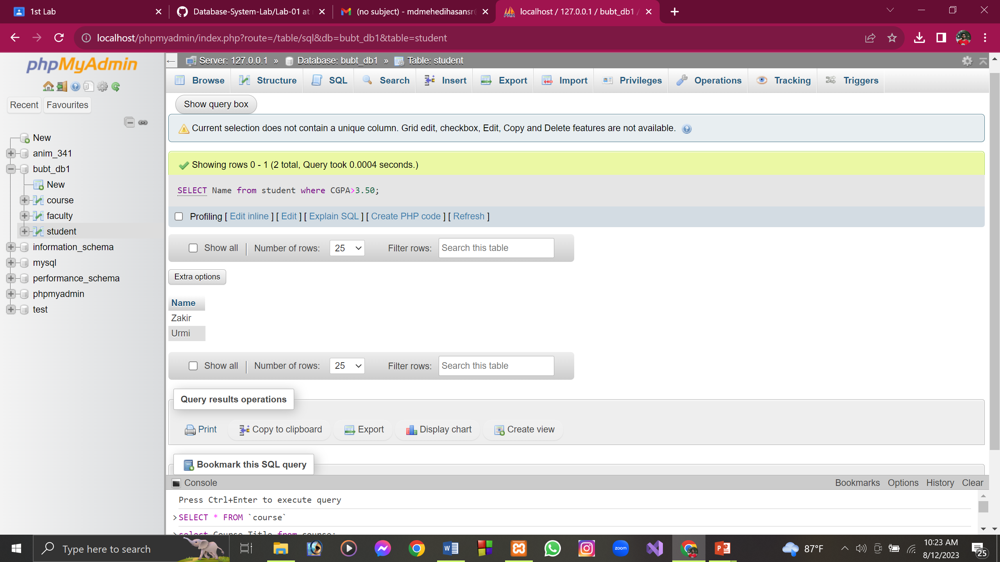 1st Lab
Database-System-Lab/Lab-01 at
(no subject) - mdmehedihasansr
localhost / 127.0.0.1 / bubt_db1 /
localhost/phpmyadmin/index.php?route=/table/sql&db=bubt_db1&table=student
phpMyAdmin
Server: 127.0.0.1 » Database: bubt_db1 » Table: student
Browse Structure SQL Search Insert Export Import Privileges Operations Tracking Triggers
Recent Favourites
New
anim_341
bubt_db1
New
course
faculty
student
information_schema
mysql
performance_schema
phpmyadmin
test
Show query box
Current selection does not contain a unique column. Grid edit, checkbox, Edit, Copy and Delete features are not available.
Showing rows 0 - 1 (2 total, Query took 0.0004 seconds.)
SELECT Name from student where CGPA>3.50;
Profiling [ Edit inline ] [ Edit ] [ Explain SQL ] [ Create PHP code ] [ Refresh ]
Show all | Number of rows: 25 Filter rows: Search this table
Extra options
Name
Zakir
Urmi
Show all | Number of rows: 25 Filter rows: Search this table
Query results operations
Print Copy to clipboard Export Display chart Create view
Bookmark this SQL query
Console Bookmarks Options History Clear
Press Ctrl+Enter to execute query
>SELECT * FROM `course`
>select Course_Title from course;
Type here to search
zoom
87°F
10:23 AM
8/12/2023
25